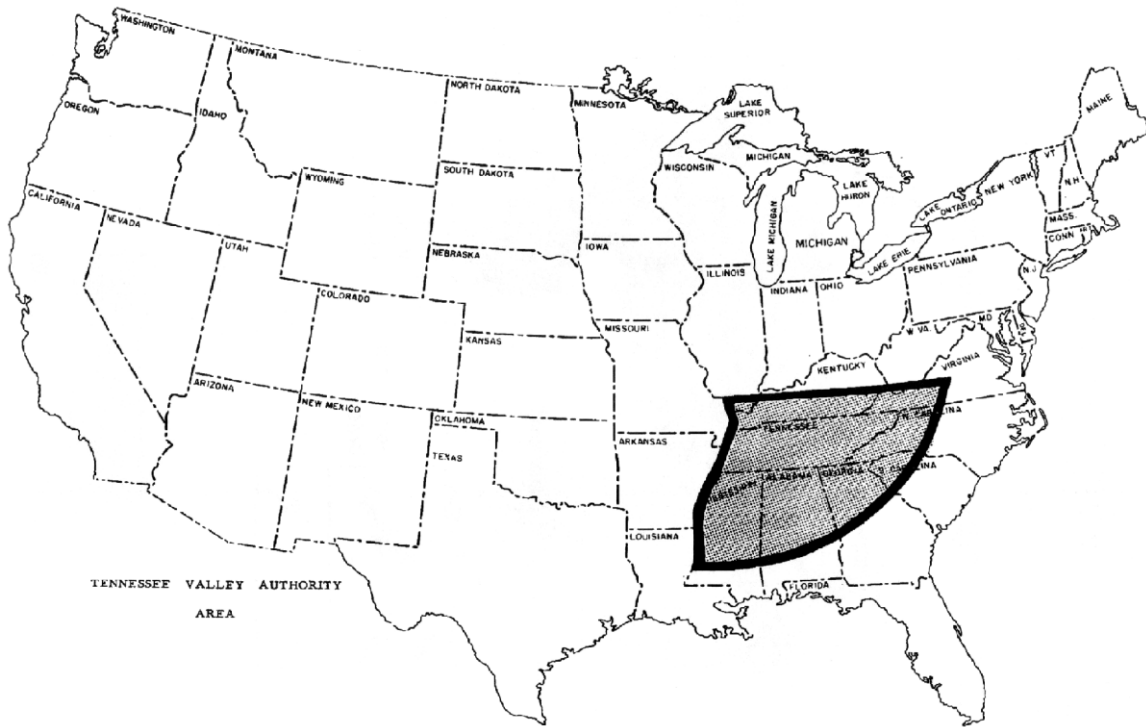 WASHINGTON
MONTANA
NORTH DAKOTA
MINNESOTA
LAKE
SUPERIOR
MAINE
OREGON
IDAHO
WISCONSIN
MICHIGAN
VT.
N.H.
SOUTH DAKOTA
WYOMING
LAKE
HURON
LAKE
ONTARIO
NEW YORK
MASS.
CONN.
CALIFORNIA
NEVADA
UTAH
NEBRASKA
IOWA
LAKE MICHIGAN
MICHIGAN
LAKE ERIE
PENNSYLVANIA
N.J.
ILLINOIS
INDIANA
OHIO
COLORADO
KANSAS
MISSOURI
W VA.
MD.
KENTUCKY
VIRGINIA
ARIZONA
NEW MEXICO
OKLAHOMA
TEXAS
ARKANSAS
TENNESSEE
N. CAROLINA
ALABAMA
GEORGIA
S. CAROLINA
LOUISIANA
FLORIDA
TENNESSEE VALLEY AUTHORITY
AREA